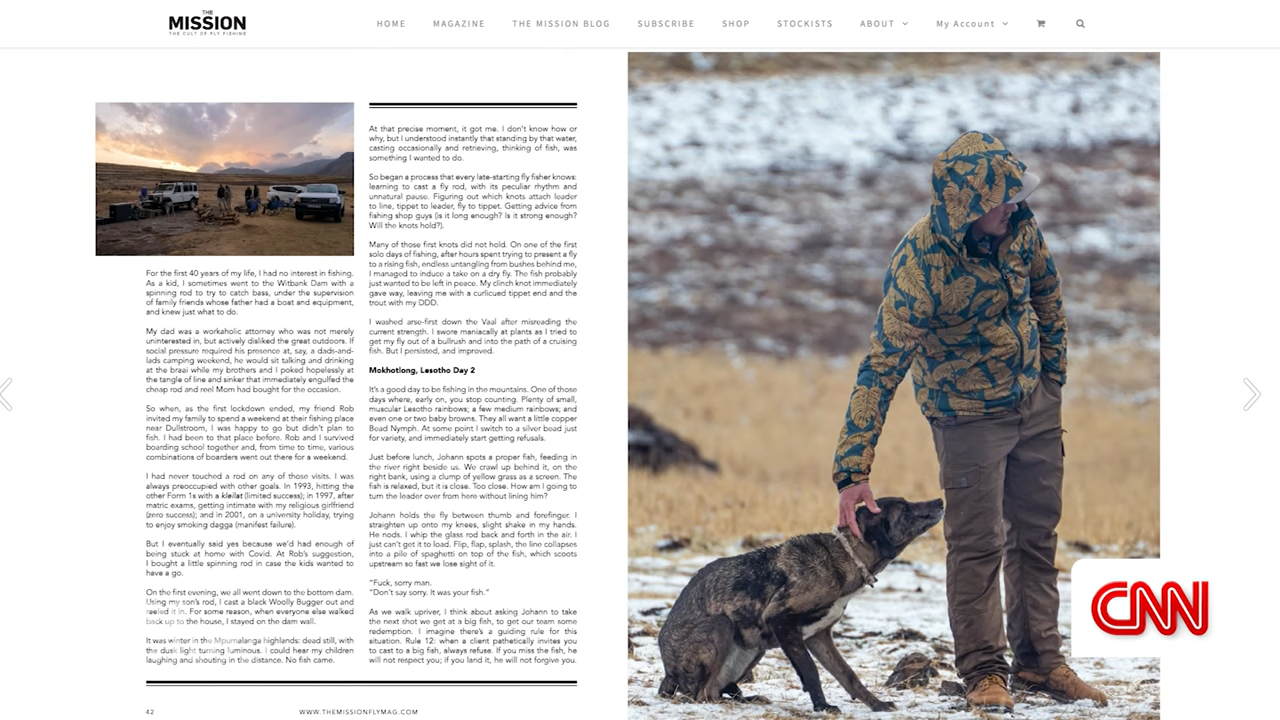 THE
MISSION
THE CULT OF FLY FISHING
HOME
MAGAZINE
THE MISSION BLOG
SUBSCRIBE
SHOP
STOCKISTS
ABOUT
My Account
For the first 40 years of my life, I had no interest in fishing.
As a kid, I sometimes went to the Witbank Dam with a
spinning rod to try to catch bass, under the supervision
of family friends whose father had a boat and equipment,
and knew just what to do.
My dad was a workaholic attorney who was not merely
uninterested in, but actively disliked the great outdoors. If
social pressure required his presence at, say, a dads-and-
lads camping weekend, he would sit talking and drinking
at the braai while my brothers and I poked hopelessly at
the tangle of line and sinker that immediately engulfed the
cheap rod and reel Mom had bought for the occasion.
So when, as the first lockdown ended, my friend Rob
invited my family to spend a weekend at their fishing place
near Dullstroom, I was happy to go but didn't plan to
fish. I had been to that place before. Rob and I survived
boarding school together and, from time to time, various
combinations of boarders went out there for a weekend.
I had never touched a rod on any of those visits. I was
always preoccupied with other goals. In 1993, hitting the
other Form 1s with a kleilat (limited success); in 1997, after
matric exams, getting intimate with my religious girlfriend
(zero success); and in 2001, on a university holiday, trying
to enjoy smoking dagga (manifest failure).
But I eventually said yes because we'd had enough of
being stuck at home with Covid. At Rob's suggestion,
I bought a little spinning rod in case the kids wanted to
have a go.
On the first evening, we all went down to the bottom dam.
Using my son's rod, I cast a black Woolly Bugger out and
reeled it in. For some reason, when everyone else walked
back up to the house, I stayed on the dam wall.
It was winter in the Mpumalanga highlands: dead still, with
the dusk light turning luminous. I could hear my children
laughing and shouting in the distance. No fish came.
At that precise moment, it got me. I don't know how or
why, but I understood instantly that standing by that water,
casting occasionally and retrieving, thinking of fish, was
something I wanted to do.
So began a process that every late-starting fly fisher knows:
learning to cast a fly rod, with its peculiar rhythm and
unnatural pause. Figuring out which knots attach leader
to line, tippet to leader, fly to tippet. Getting advice from
fishing shop guys (is it long enough? Is it strong enough?
Will the knots hold?).
Many of those first knots did not hold. On one of the first
solo days of fishing, after hours spent trying to present a fly
to a rising fish, endless untangling from bushes behind me,
I managed to induce a take on a dry fly. The fish probably
just wanted to be left in peace. My clinch knot immediately
gave way, leaving me with a curlicued tippet end and the
trout with my DDD.
I washed arse-first down the Vaal after misreading the
current strength. I swore maniacally at plants as I tried to
get my fly out of a bullrush and into the path of a cruising
fish. But I persisted, and improved.
Mokhotlong, Lesotho Day 2
It's a good day to be fishing in the mountains. One of those
days where, early on, you stop counting. Plenty of small,
muscular Lesotho rainbows; a few medium rainbows; and
even one or two baby browns. They all want a little copper
Bead Nymph. At some point I switch to a silver bead just
for variety, and immediately start getting refusals.
Just before lunch, Johann spots a proper fish, feeding in
the river right beside us. We crawl up behind it, on the
right bank, using a clump of yellow grass as a screen. The
fish is relaxed, but it is close. Too close. How am I going to
turn the leader over from here without lining him?
Johann holds the fly between thumb and forefinger. I
straighten up onto my knees, slight shake in my hands.
He nods. I whip the glass rod back and forth in the air. I
just can't get it to load. Flip, flap, splash, the line collapses
into a pile of spaghetti on top of the fish, which scoots
upstream so fast we lose sight of it.
"Fuck, sorry man.
"Don't say sorry. It was your fish."
As we walk upriver, I think about asking Johann to take
the next shot we get at a big fish, to get our team some
redemption. I imagine there's a guiding rule for this
situation. Rule 12: when a client pathetically invites you
to cast to a big fish, always refuse. If you miss the fish, he
will not respect you; if you land it, he will not forgive you.
42
WWW.THEMISSIONFLYMAG.COM
CNN